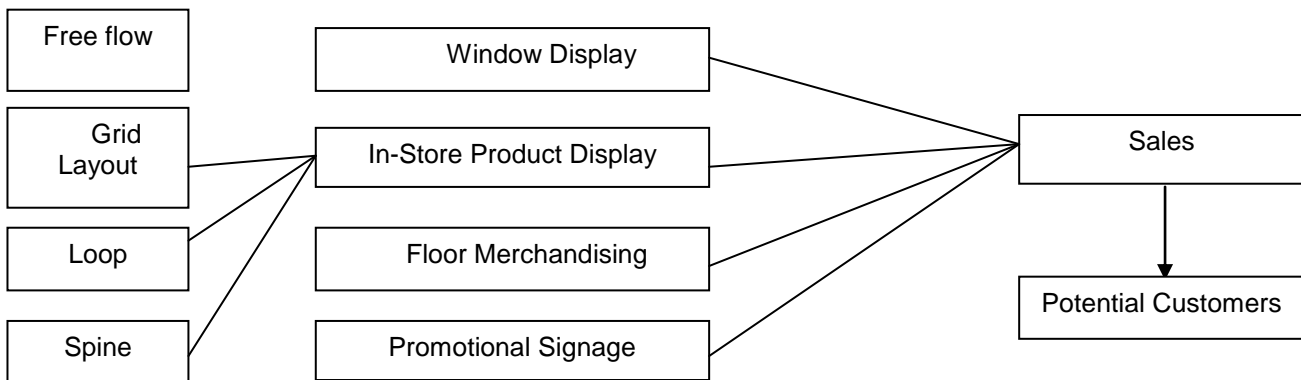 Free flow
Window Display
Grid
Layout
In-Store Product Display
Sales
Loop
Floor Merchandising
Potential Customers
Spine
Promotional Signage